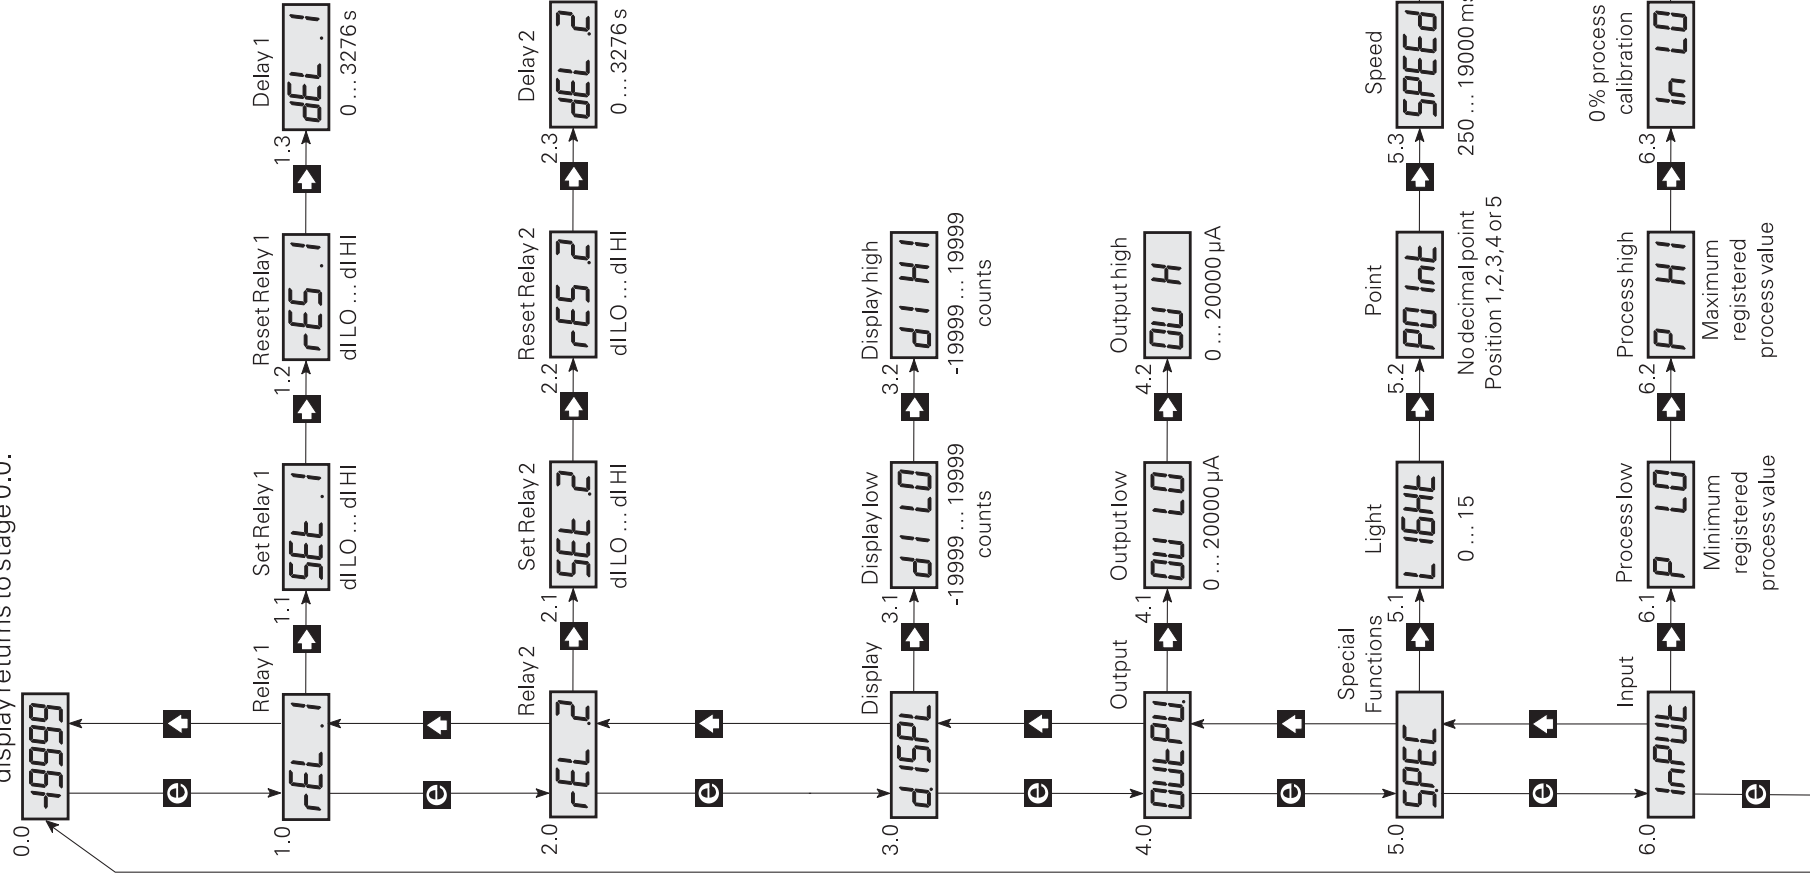 display returns to stage 0.0.
0.0
-19999
e
1.0
rEL .1
Relay 1
1.1
SEt .1
Set Relay 1
dI LO ... dI HI
1.2
rES .1
Reset Relay 1
dI LO ... dI HI
1.3
dEL .1
Delay 1
0 ... 3276 s
e
2.0
rEL .2
Relay 2
2.1
SEt .2
Set Relay 2
dI LO ... dI HI
2.2
rES .2
Reset Relay 2
dI LO ... dI HI
2.3
dEL .2
Delay 2
0 ... 3276 s
e
3.0
d.ISPL
Display
3.1
dI LO
Display low
-19999 ... 19999
counts
3.2
dI HI
Display high
-19999 ... 19999
counts
e
4.0
OUtPU.
Output
4.1
OU LO
Output low
0 ... 20000 µA
4.2
OU H
Output high
0 ... 20000 µA
e
5.0
S.PEC
Special
Functions
5.1
LIGHt
Light
0 ... 15
5.2
POInt
Point
No decimal point
Position 1,2,3,4 or 5
5.3
SPEEd
Speed
250 ... 19000 ms
e
6.0
InPUt
Input
6.1
P LO
Process low
Minimum
registered
process value
6.2
P HI
Process high
Maximum
registered
process value
6.3
In LO
0% process
calibration
e